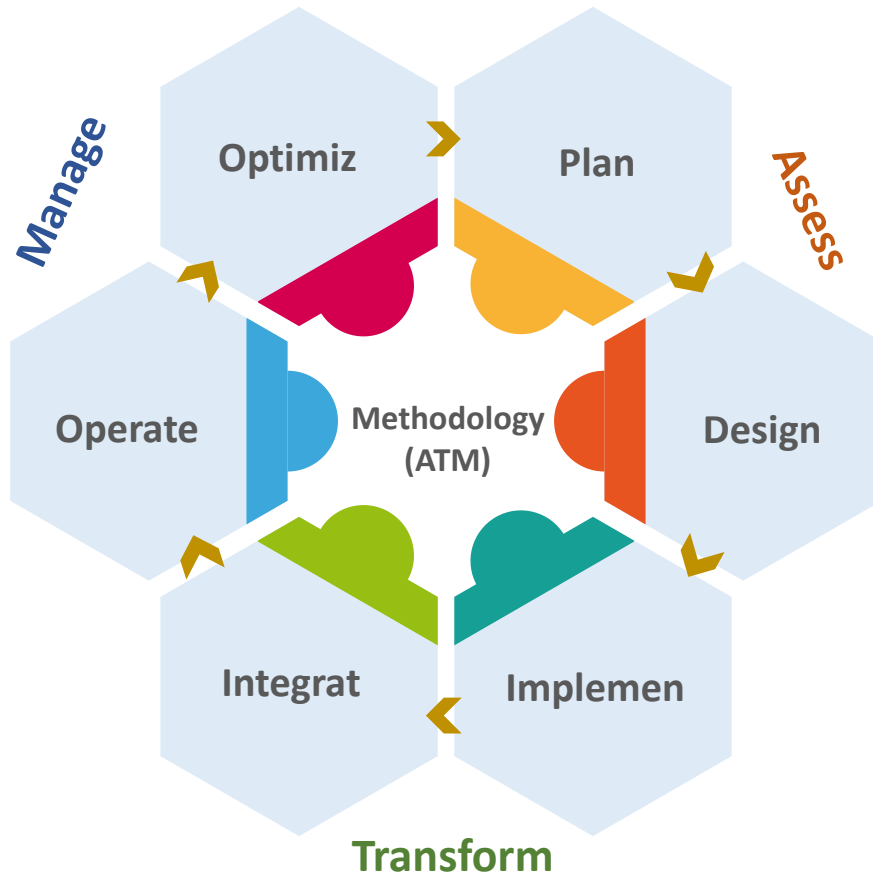 Optimiz
Plan
Manage
Assess
Operate
Methodology
(ATM)
Design
Integrat
Implemen
Transform